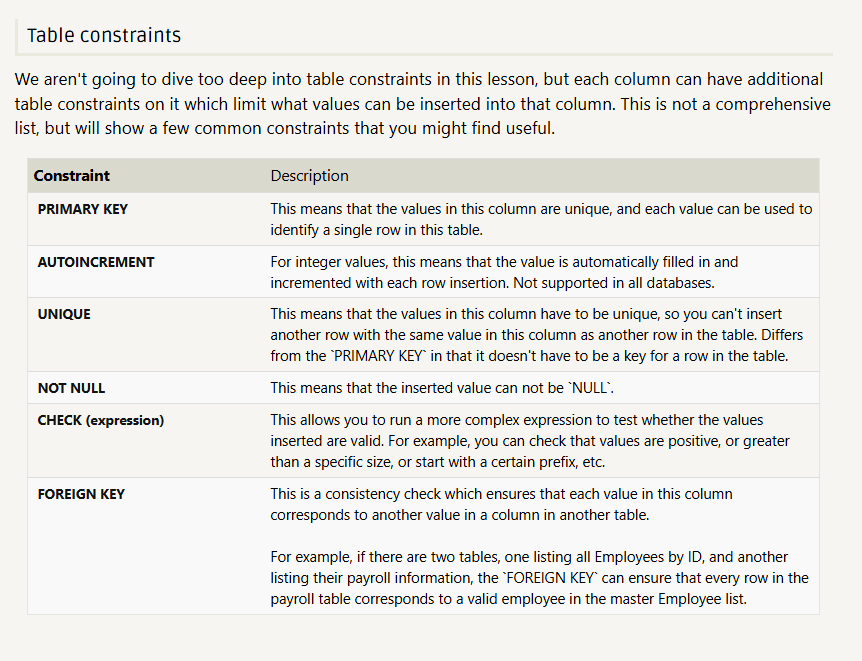 Table constraints
We aren't going to dive too deep into table constraints in this lesson, but each column can have additional
table constraints on it which limit what values can be inserted into that column. This is not a comprehensive
list, but will show a few common constraints that you might find useful.
Constraint Description
PRIMARY KEY This means that the values in this column are unique, and each value can be used to
identify a single row in this table.
AUTOINCREMENT For integer values, this means that the value is automatically filled in and
incremented with each row insertion. Not supported in all databases.
UNIQUE This means that the values in this column have to be unique, so you can't insert
another row with the same value in this column as another row in the table. Differs
from the `PRIMARY KEY` in that it doesn't have to be a key for a row in the table.
NOT NULL This means that the inserted value can not be `NULL`.
CHECK (expression) This allows you to run a more complex expression to test whether the values
inserted are valid. For example, you can check that values are positive, or greater
than a specific size, or start with a certain prefix, etc.
FOREIGN KEY This is a consistency check which ensures that each value in this column
corresponds to another value in a column in another table.
For example, if there are two tables, one listing all Employees by ID, and another
listing their payroll information, the `FOREIGN KEY` can ensure that every row in the
payroll table corresponds to a valid employee in the master Employee list.